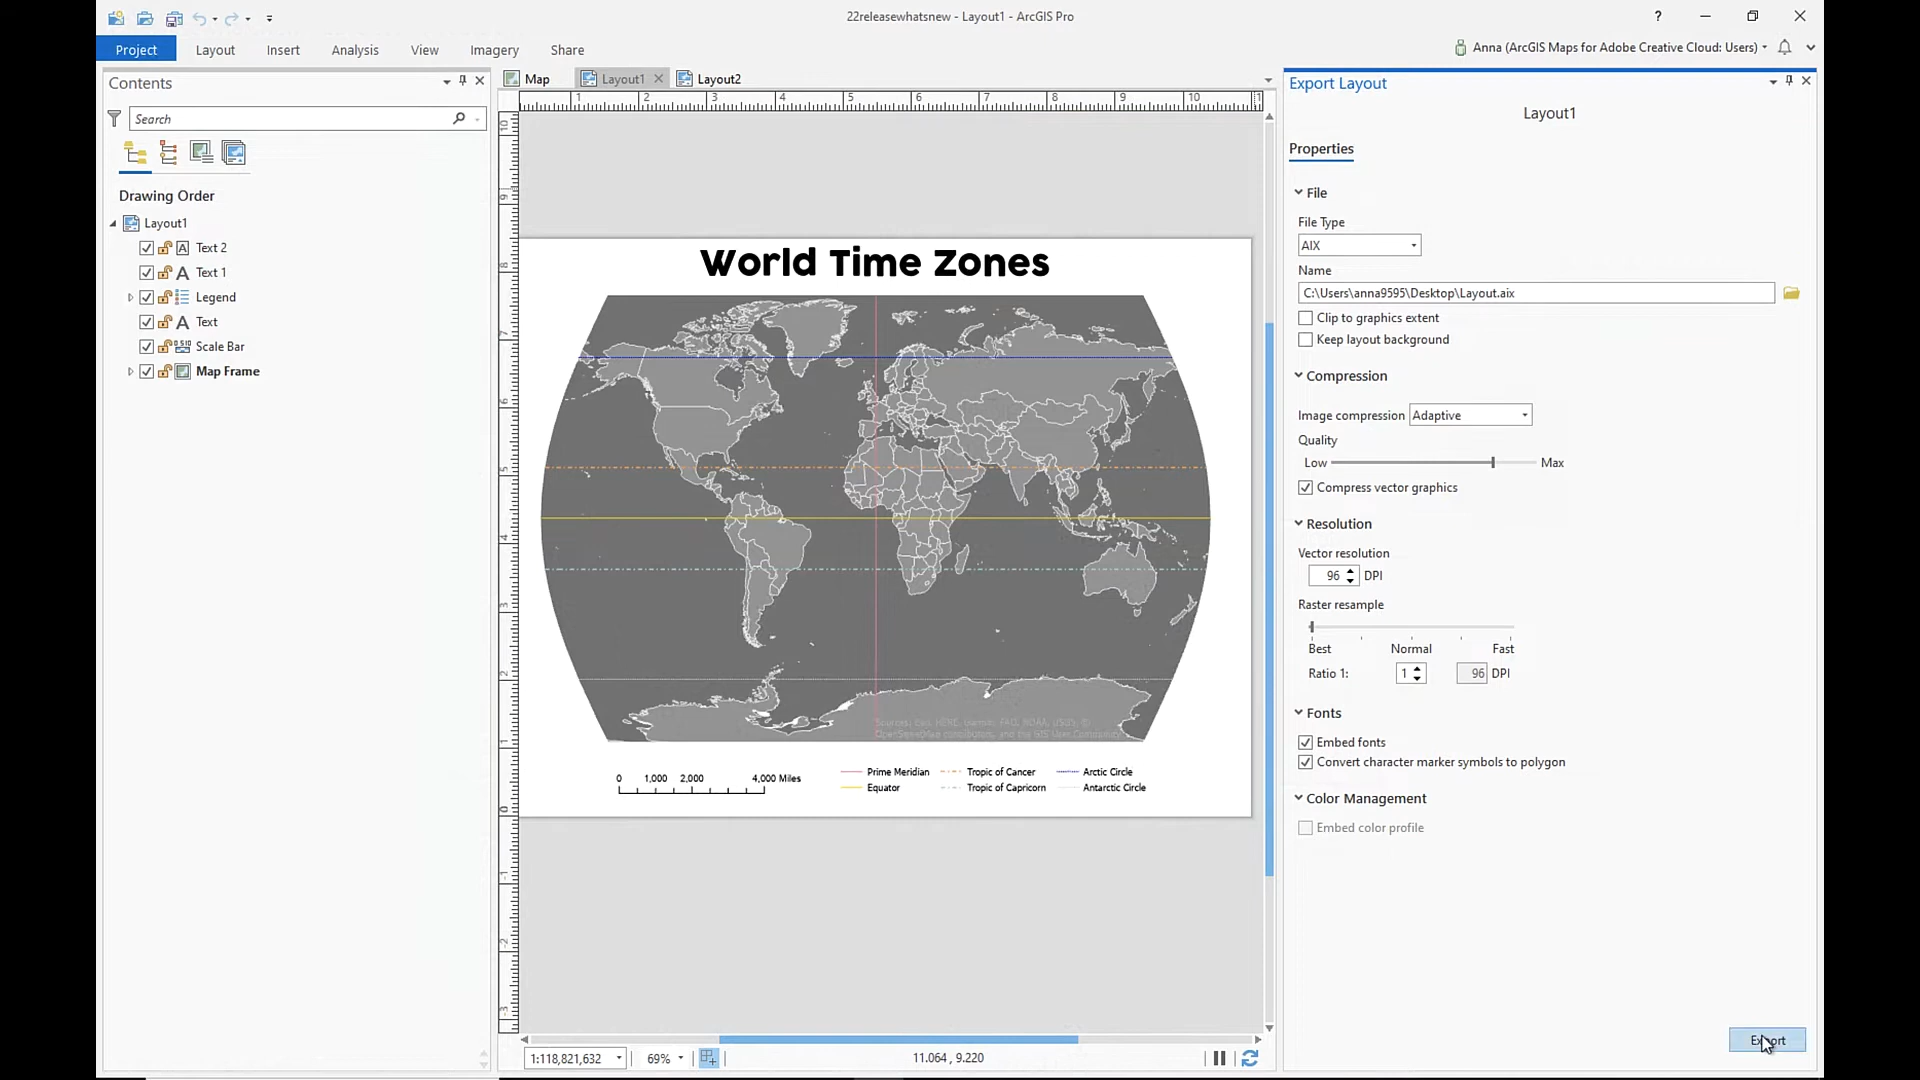 22releasewhatsnew - Layout1 - ArcGIS Pro
?
Project Layout Insert Analysis View Imagery Share
Anna (ArcGIS Maps for Adobe Creative Cloud: Users)
Contents
Search
Drawing Order
Layout1
Text 2
Text 1
Legend
Text
Scale Bar
Map Frame
Map Layout1 Layout2
1 2 3 4 5 6 7 8 9 10
World Time Zones
0 1,000 2,000 4,000 Miles
Prime Meridian Tropic of Cancer Arctic Circle
Equator Tropic of Capricorn Antarctic Circle
1:118,821,632 69% 11.064 , 9.220
Export Layout
Layout1
Properties
File
File Type
AIX
Name
C:\Users\anna9595\Desktop\Layout.aix
Clip to graphics extent
Keep layout background
Compression
Image compression Adaptive
Quality
Low Max
Compress vector graphics
Resolution
Vector resolution
96 DPI
Raster resample
Best Normal Fast
Ratio 1: 1 96 DPI
Fonts
Embed fonts
Convert character marker symbols to polygon
Color Management
Embed color profile
Export